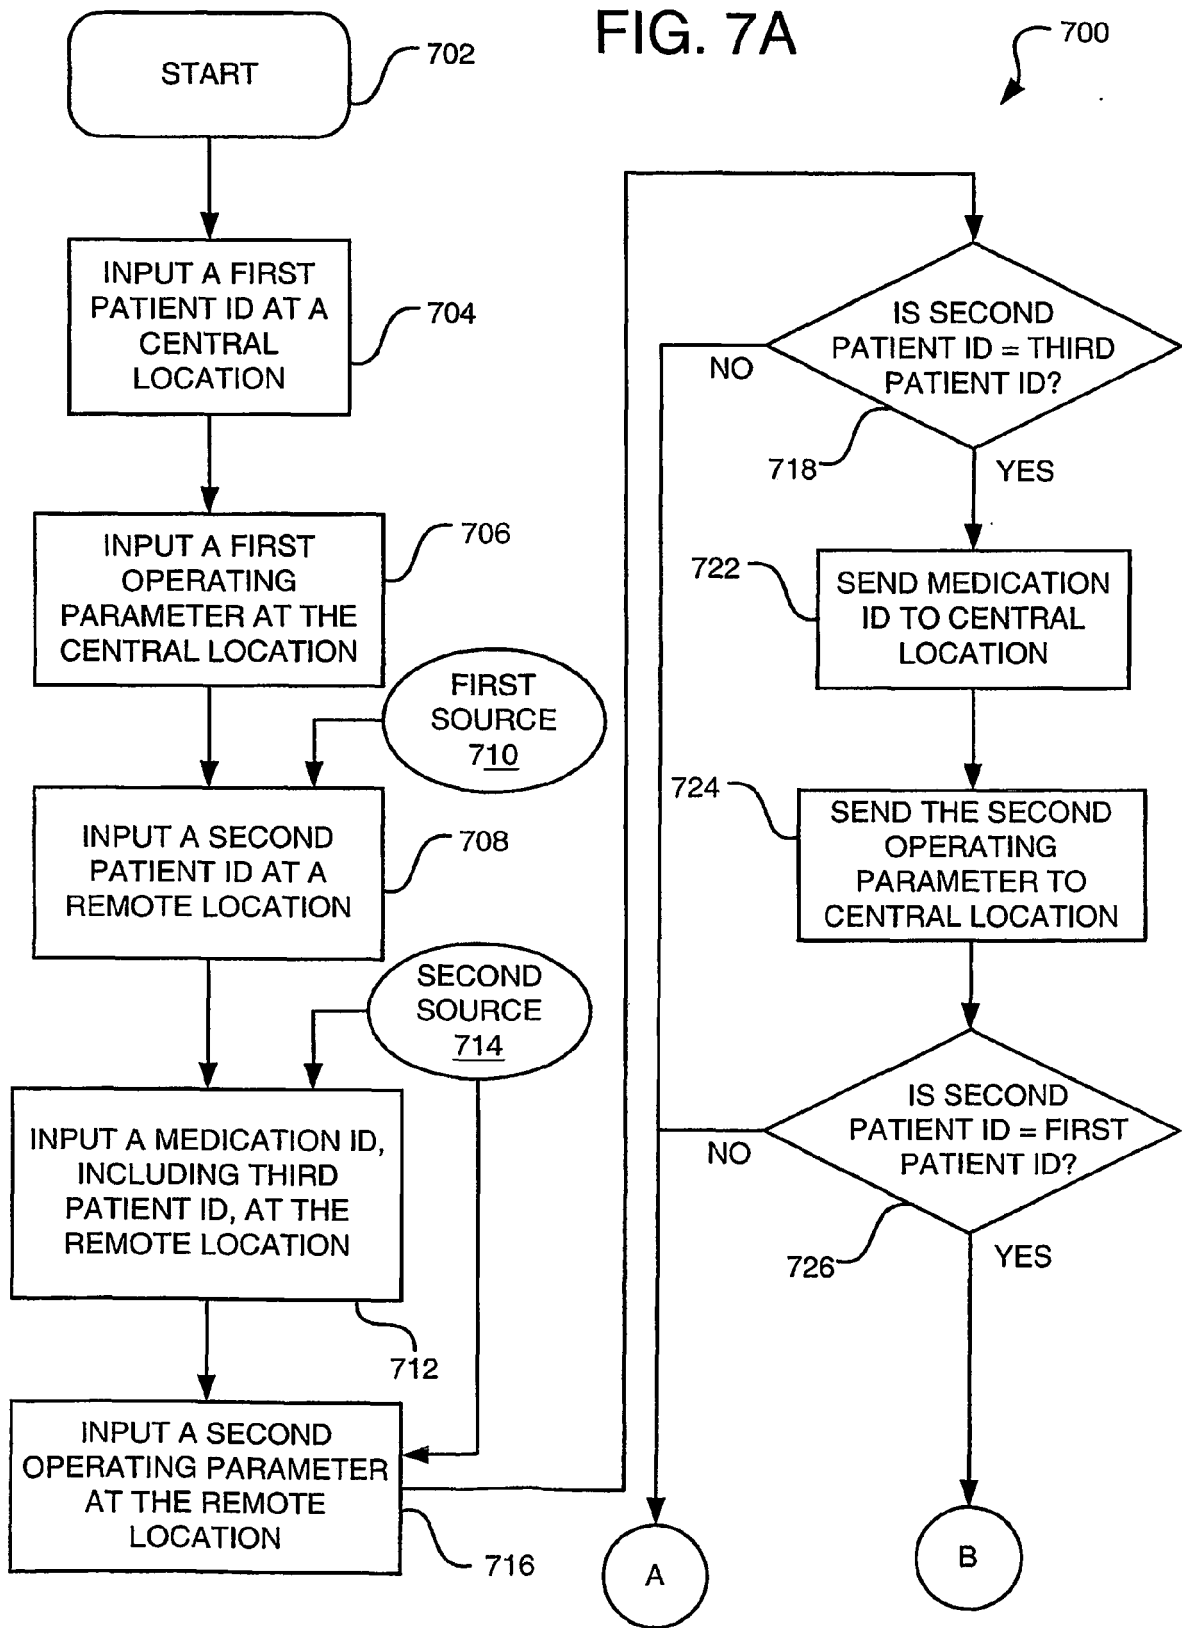 FIG. 7A
700
START
702
INPUT A FIRST
PATIENT ID AT A
CENTRAL
LOCATION
704
INPUT A FIRST
OPERATING
PARAMETER AT THE
CENTRAL LOCATION
706
FIRST
SOURCE
710
INPUT A SECOND
PATIENT ID AT A
REMOTE LOCATION
708
SECOND
SOURCE
714
INPUT A MEDICATION ID,
INCLUDING THIRD
PATIENT ID, AT THE
REMOTE LOCATION
712
INPUT A SECOND
OPERATING PARAMETER
AT THE REMOTE
LOCATION
716
IS SECOND
PATIENT ID = THIRD
PATIENT ID?
NO
718
YES
722
SEND MEDICATION
ID TO CENTRAL
LOCATION
724
SEND THE SECOND
OPERATING
PARAMETER TO
CENTRAL LOCATION
IS SECOND
PATIENT ID = FIRST
PATIENT ID?
NO
726
YES
A
B